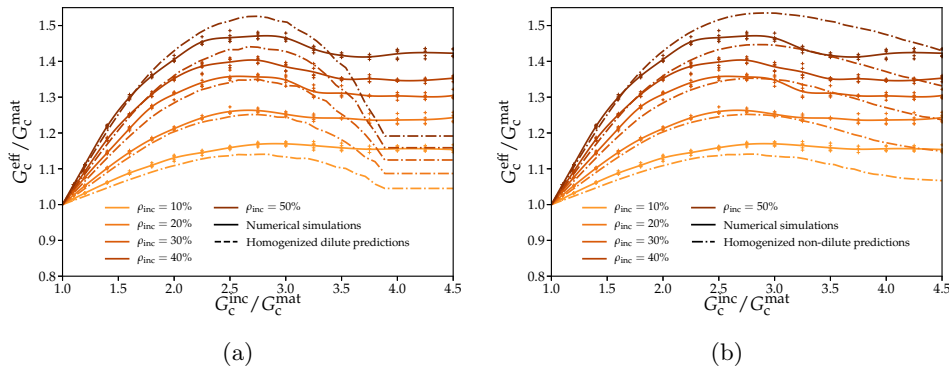 1.5
1.4
1.3
1.2
1.1
1.0
0.9
0.8
G_c^eff / G_c^mat
ρ_inc = 10%
ρ_inc = 20%
ρ_inc = 30%
ρ_inc = 40%
ρ_inc = 50%
Numerical simulations
Homogenized dilute predictions
1.0 1.5 2.0 2.5 3.0 3.5 4.0 4.5
G_c^inc / G_c^mat
(a)
1.5
1.4
1.3
1.2
1.1
1.0
0.9
0.8
G_c^eff / G_c^mat
ρ_inc = 10%
ρ_inc = 20%
ρ_inc = 30%
ρ_inc = 40%
ρ_inc = 50%
Numerical simulations
Homogenized non-dilute predictions
1.0 1.5 2.0 2.5 3.0 3.5 4.0 4.5
G_c^inc / G_c^mat
(b)